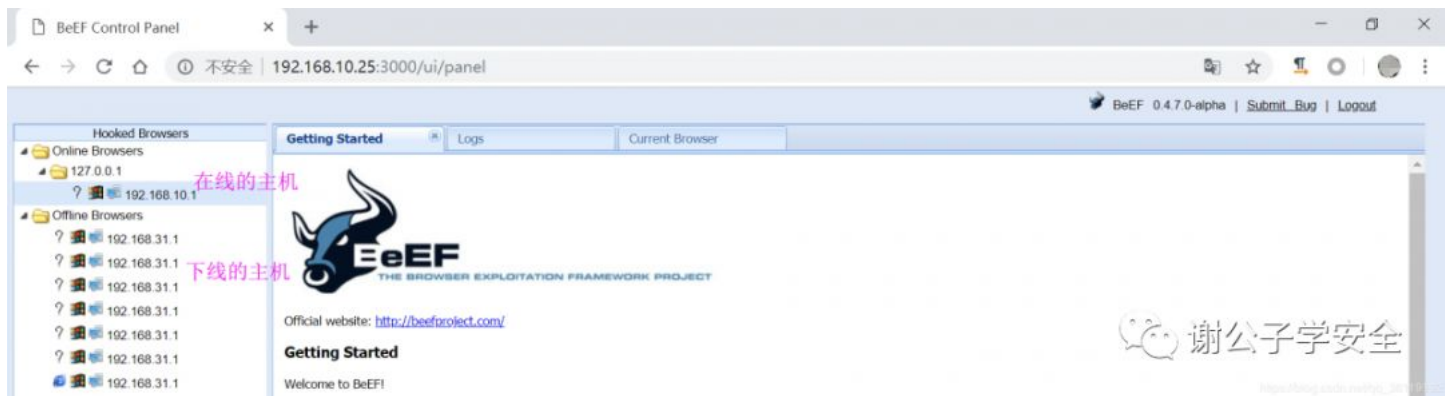 BeEF Control Panel
不安全 192.168.10.25:3000/ui/panel
BeEF 0.4.7.0-alpha | Submit Bug | Logout
Hooked Browsers
Getting Started Logs Current Browser
Online Browsers
127.0.0.1
? 192.168.10.1 在线的主机
Offline Browsers
? 192.168.31.1
? 192.168.31.1 下线的主机
? 192.168.31.1
? 192.168.31.1
? 192.168.31.1
? 192.168.31.1
192.168.31.1
BeEF
THE BROWSER EXPLOITATION FRAMEWORK PROJECT
Official website: http://beefproject.com/
Getting Started
Welcome to BeEF!
谢公子学安全